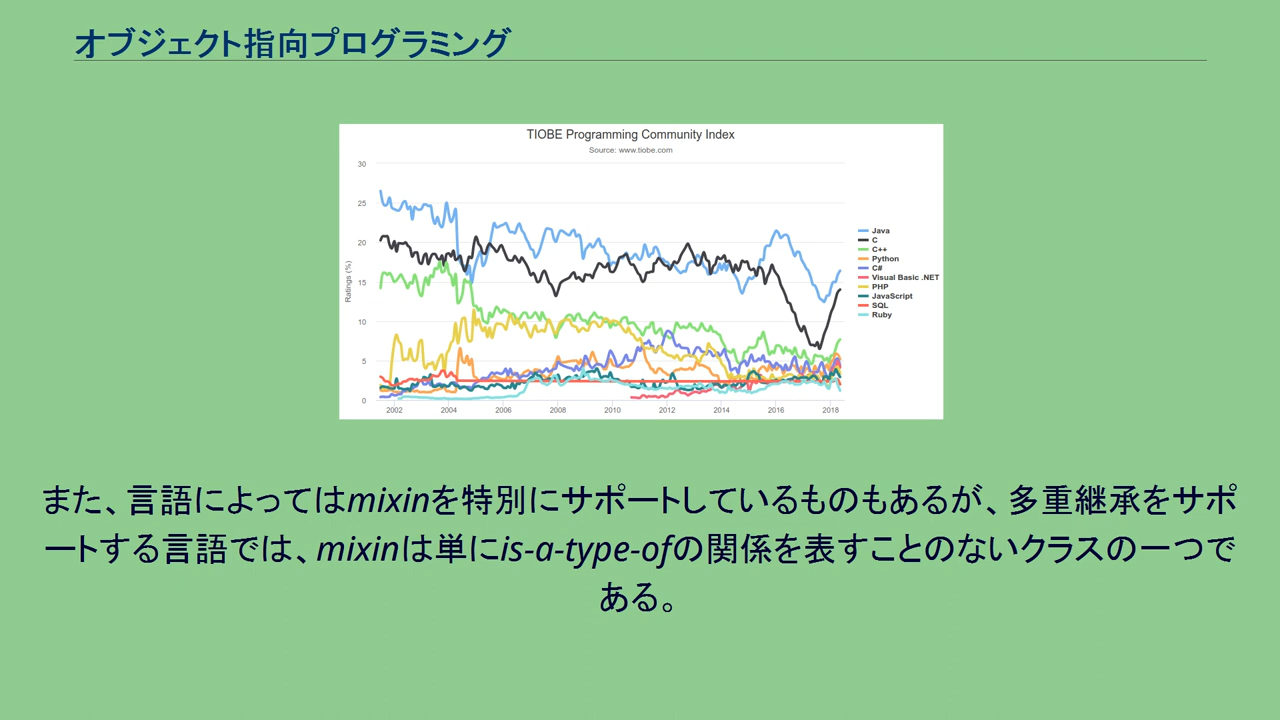 オブジェクト指向プログラミング
TIOBE Programming Community Index
Source: www.tiobe.com
Ratings (%)
30
25
20
15
10
5
0
2002 2004 2006 2008 2010 2012 2014 2016 2018
Java
C
C++
Python
C#
Visual Basic .NET
PHP
JavaScript
SQL
Ruby
また、言語によってはmixinを特別にサポートしているものもあるが、多重継承をサポ
ートする言語では、mixinは単にis-a-type-ofの関係を表すことのないクラスの一つで
ある。